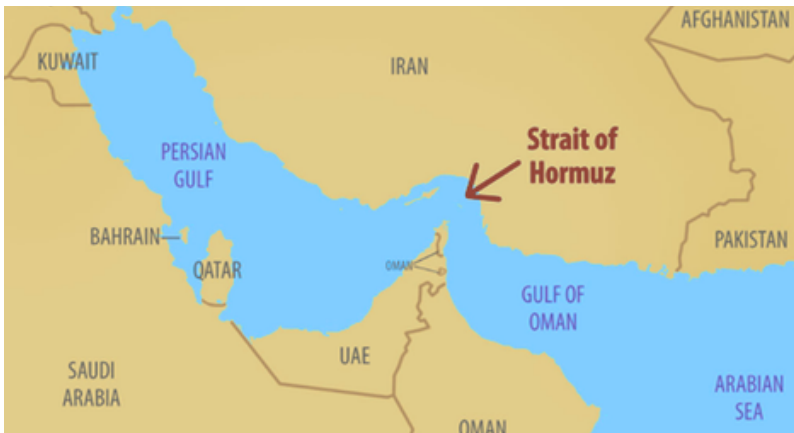 AFGHANISTAN
KUWAIT
IRAN
Strait of
Hormuz
PERSIAN
GULF
BAHRAIN
PAKISTAN
QATAR
OMAN
GULF OF
OMAN
UAE
SAUDI
ARABIA
ARABIAN
SEA
OMAN